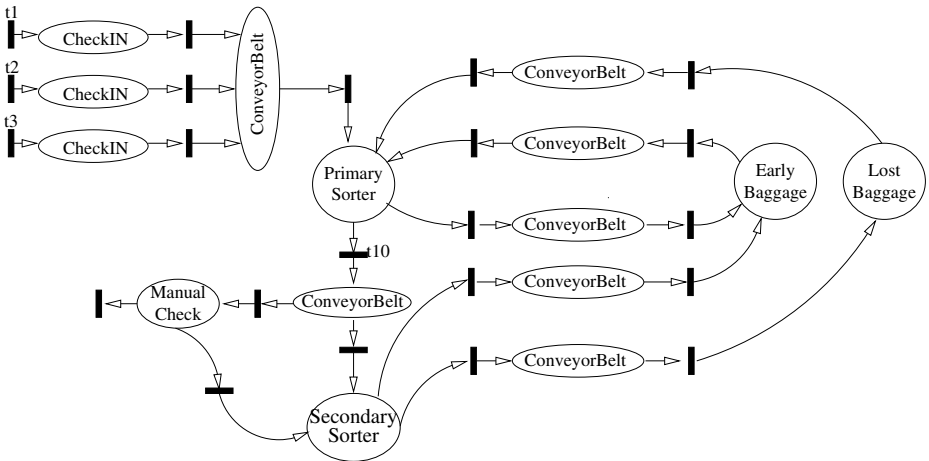 t1
CheckIN
t2
CheckIN
t3
CheckIN
ConveyorBelt
ConveyorBelt
ConveyorBelt
Primary
Sorter
Early
Baggage
Lost
Baggage
ConveyorBelt
t10
ConveyorBelt
Manual
Check
ConveyorBelt
ConveyorBelt
Secondary
Sorter